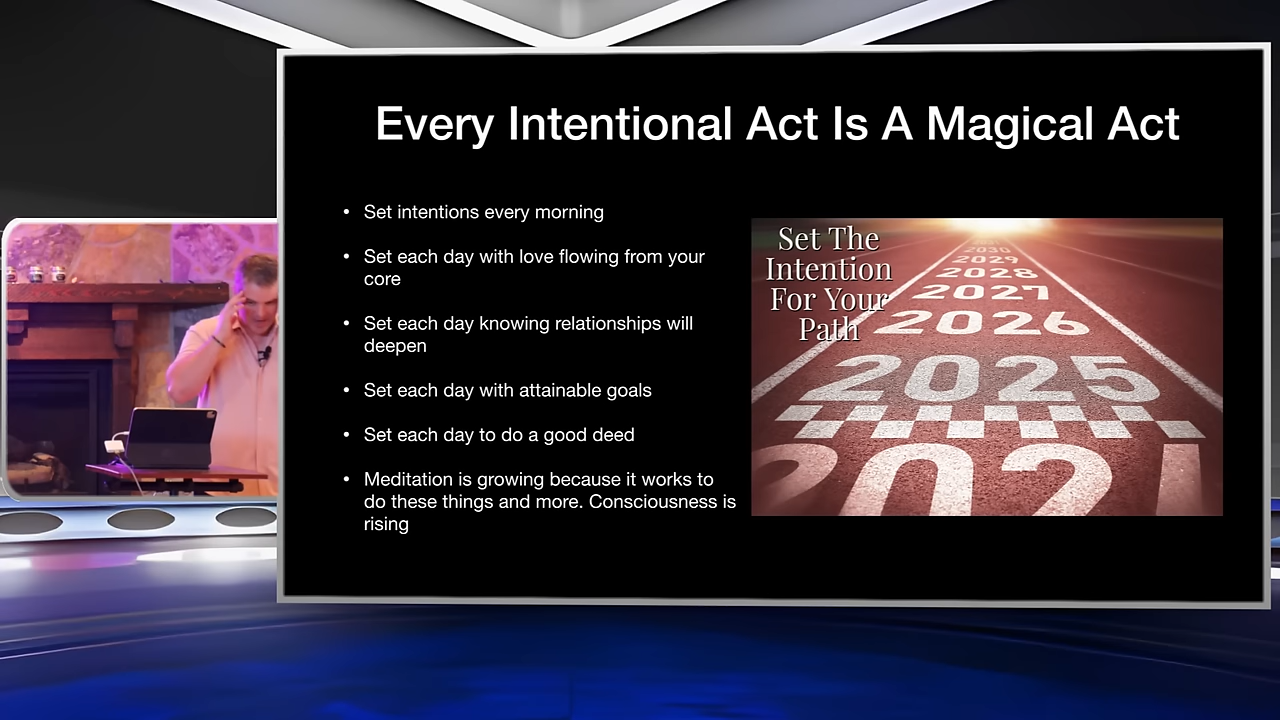 Every Intentional Act Is A Magical Act
• Set intentions every morning
• Set each day with love flowing from your
core
• Set each day knowing relationships will
deepen
• Set each day with attainable goals
• Set each day to do a good deed
• Meditation is growing because it works to
do these things and more. Consciousness is
rising
Set The
Intention
For Your
Path
2030
2029
2028
2027
2026
2025